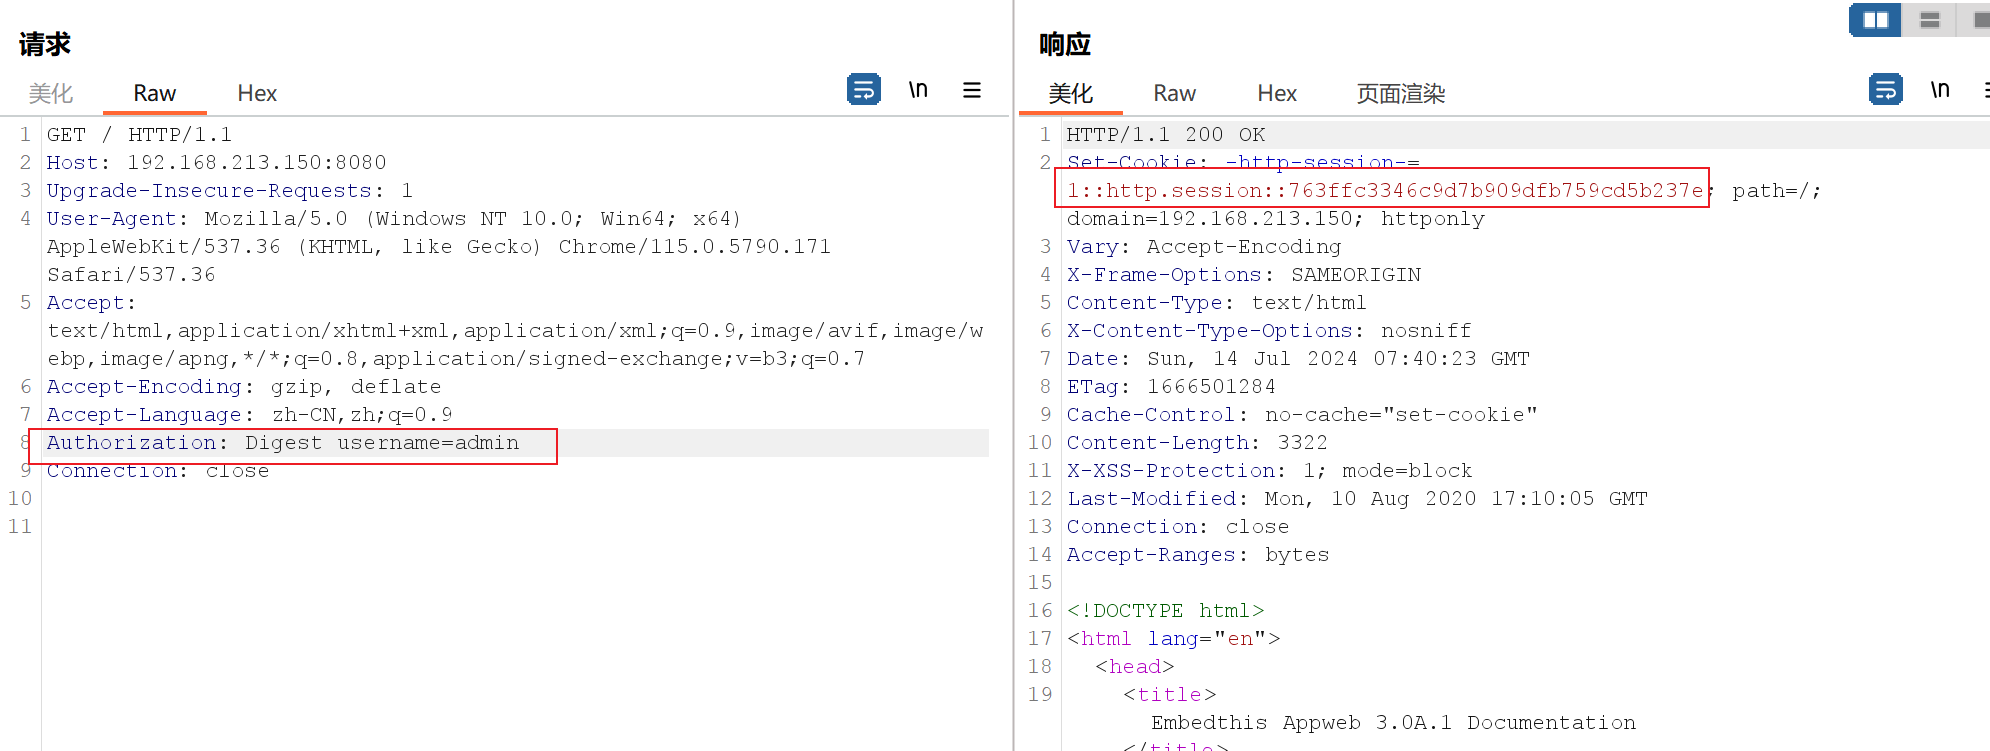 请求
美化 Raw Hex \n
1 GET / HTTP/1.1
2 Host: 192.168.213.150:8080
3 Upgrade-Insecure-Requests: 1
4 User-Agent: Mozilla/5.0 (Windows NT 10.0; Win64; x64)
AppleWebKit/537.36 (KHTML, like Gecko) Chrome/115.0.5790.171
Safari/537.36
5 Accept:
text/html,application/xhtml+xml,application/xml;q=0.9,image/avif,image/w
ebp,image/apng,*/*;q=0.8,application/signed-exchange;v=b3;q=0.7
6 Accept-Encoding: gzip, deflate
7 Accept-Language: zh-CN,zh;q=0.9
8 Authorization: Digest username=admin
9 Connection: close
10
11
响应
美化 Raw Hex 页面渲染 \n
1 HTTP/1.1 200 OK
2 Set-Cookie: -http-session-=
1::http.session::763ffc3346c9d7b909dfb759cd5b237e; path=/;
domain=192.168.213.150; httponly
3 Vary: Accept-Encoding
4 X-Frame-Options: SAMEORIGIN
5 Content-Type: text/html
6 X-Content-Type-Options: nosniff
7 Date: Sun, 14 Jul 2024 07:40:23 GMT
8 ETag: 1666501284
9 Cache-Control: no-cache="set-cookie"
10 Content-Length: 3322
11 X-XSS-Protection: 1; mode=block
12 Last-Modified: Mon, 10 Aug 2020 17:10:05 GMT
13 Connection: close
14 Accept-Ranges: bytes
15
16 <!DOCTYPE html>
17 <html lang="en">
18 <head>
19 <title>
Embedthis Appweb 3.0A.1 Documentation
</title>